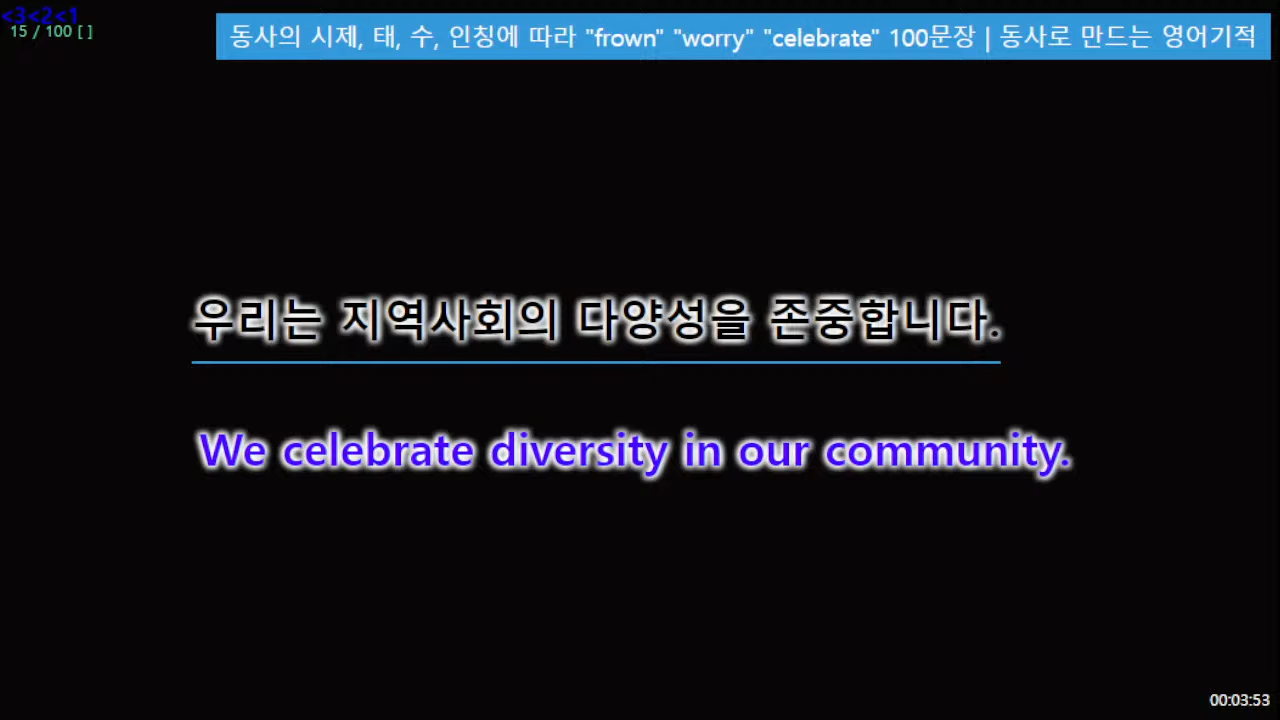 <3<2<1
15 / 100 [ ]
동사의 시제, 태, 수, 인칭에 따라 "frown" "worry" "celebrate" 100문장 | 동사로 만드는 영어기적
우리는 지역사회의 다양성을 존중합니다.
We celebrate diversity in our community.
00:03:53